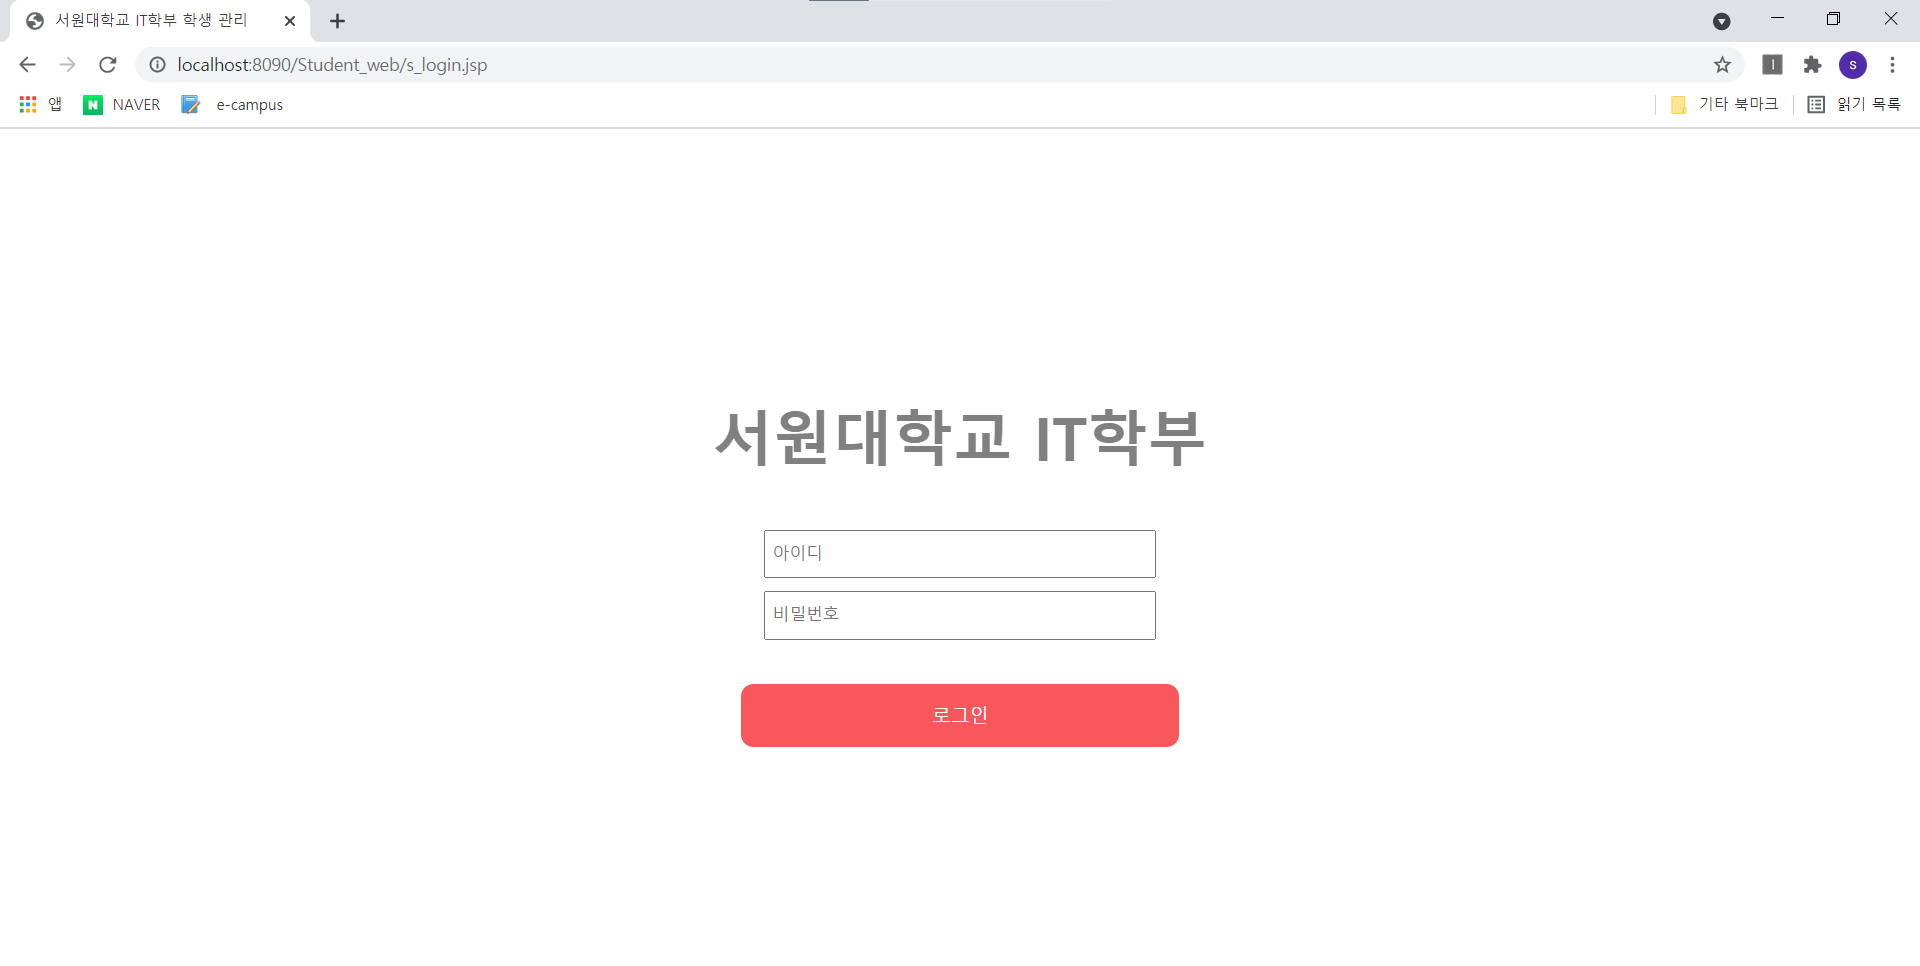 서원대학교 IT학부 학생 관리
localhost:8090/Student_web/s_login.jsp
s
앱 NAVER e-campus 기타 북마크 읽기 목록
서원대학교 IT학부
아이디
비밀번호
로그인